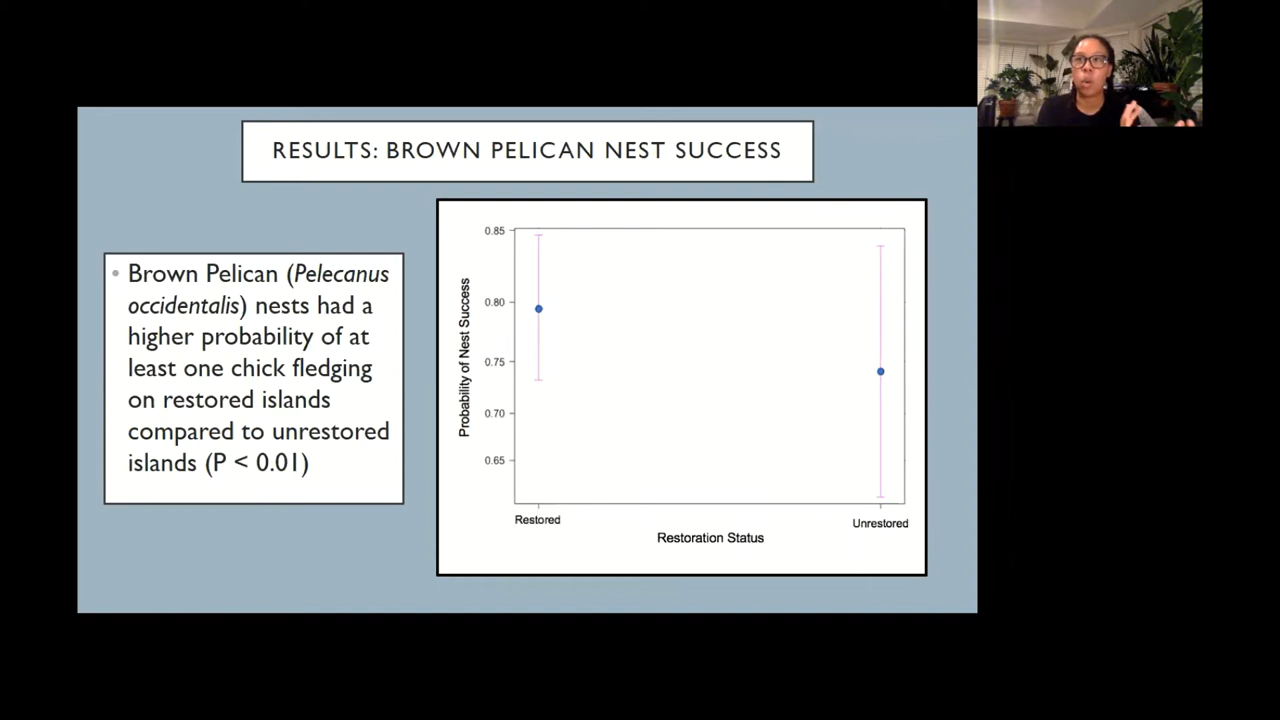 RESULTS: BROWN PELICAN NEST SUCCESS
• Brown Pelican (Pelecanus
occidentalis) nests had a
higher probability of at
least one chick fledging
on restored islands
compared to unrestored
islands (P < 0.01)
Probability of Nest Success
0.85
0.80
0.75
0.70
0.65
Restored
Unrestored
Restoration Status